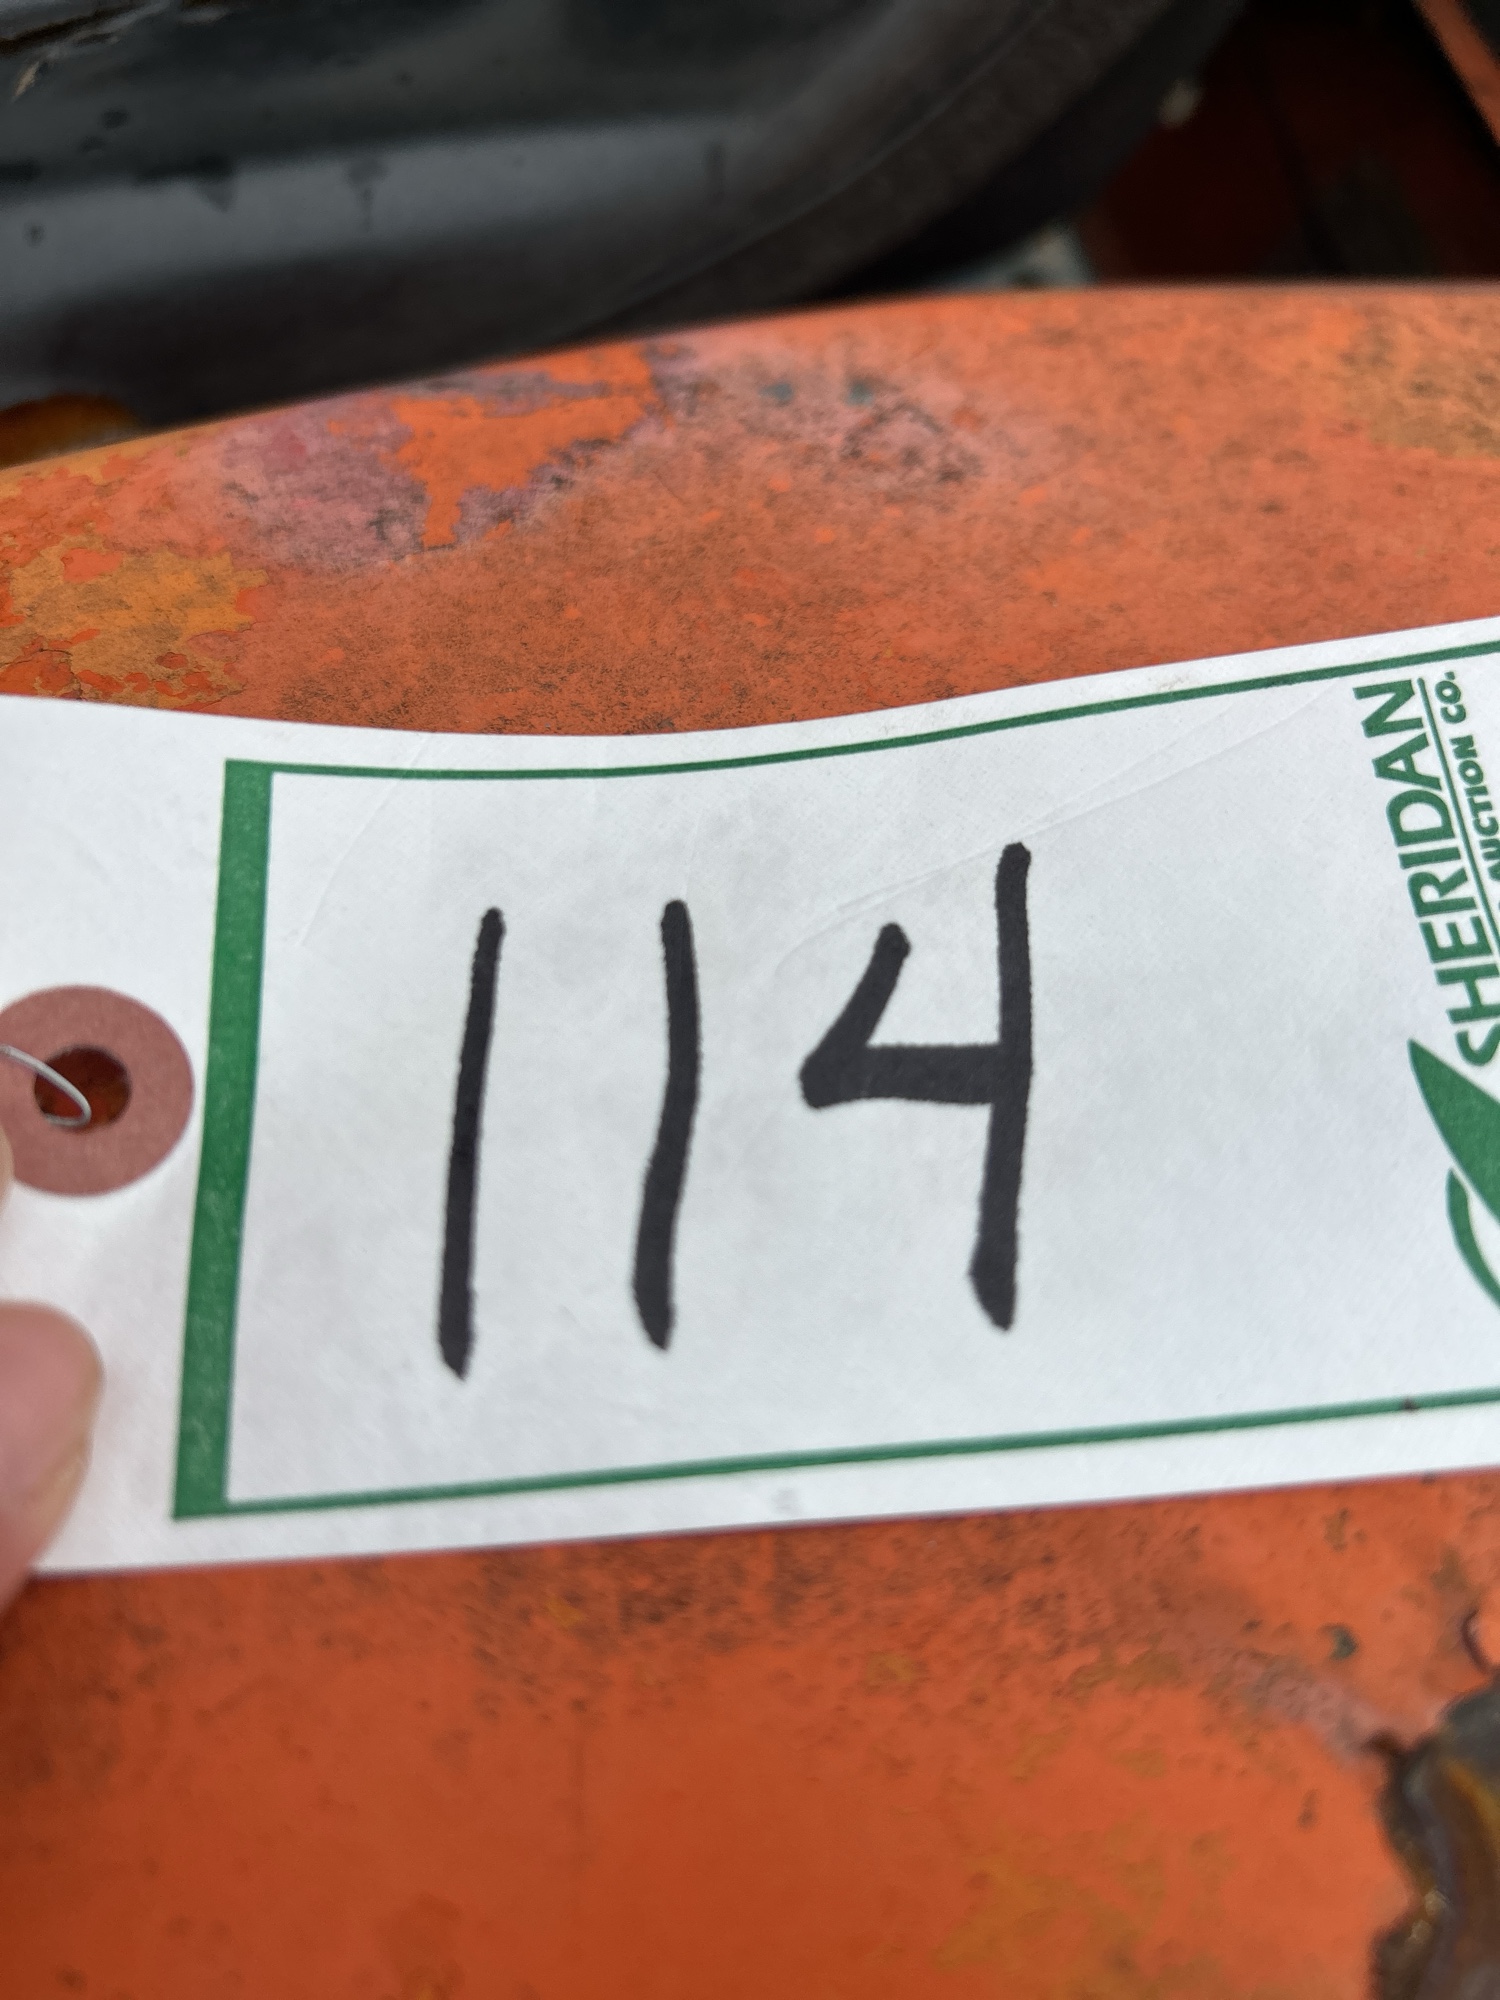 114
SHERIDAN
AUCTION CO.